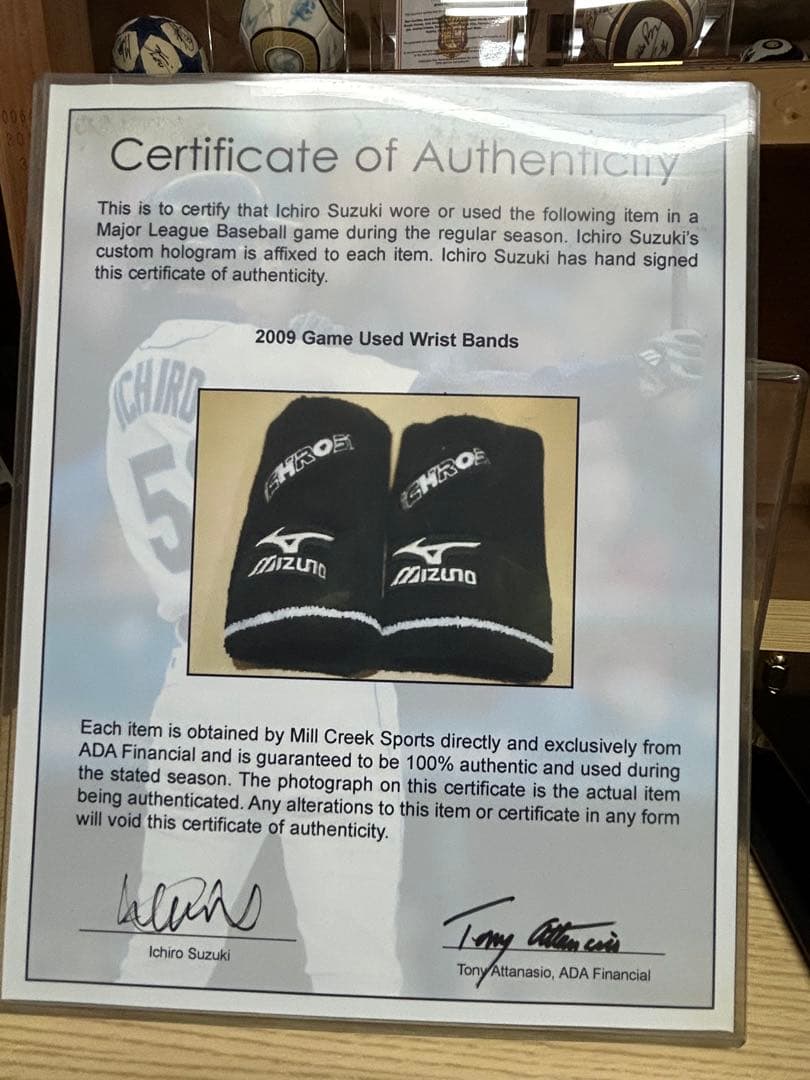 Certificate of Authenticity
This is to certify that Ichiro Suzuki wore or used the following item in a
Major League Baseball game during the regular season. Ichiro Suzuki's
custom hologram is affixed to each item. Ichiro Suzuki has hand signed
this certificate of authenticity.
2009 Game Used Wrist Bands
ICHIRO
5
ICHIRO51
ICHIRO51
MIZUNO
MIZUNO
Each item is obtained by Mill Creek Sports directly and exclusively from
ADA Financial and is guaranteed to be 100% authentic and used during
the stated season. The photograph on this certificate is the actual item
being authenticated. Any alterations to this item or certificate in any form
will void this certificate of authenticity.
Tony Attanasio
Ichiro Suzuki
Tony Attanasio, ADA Financial